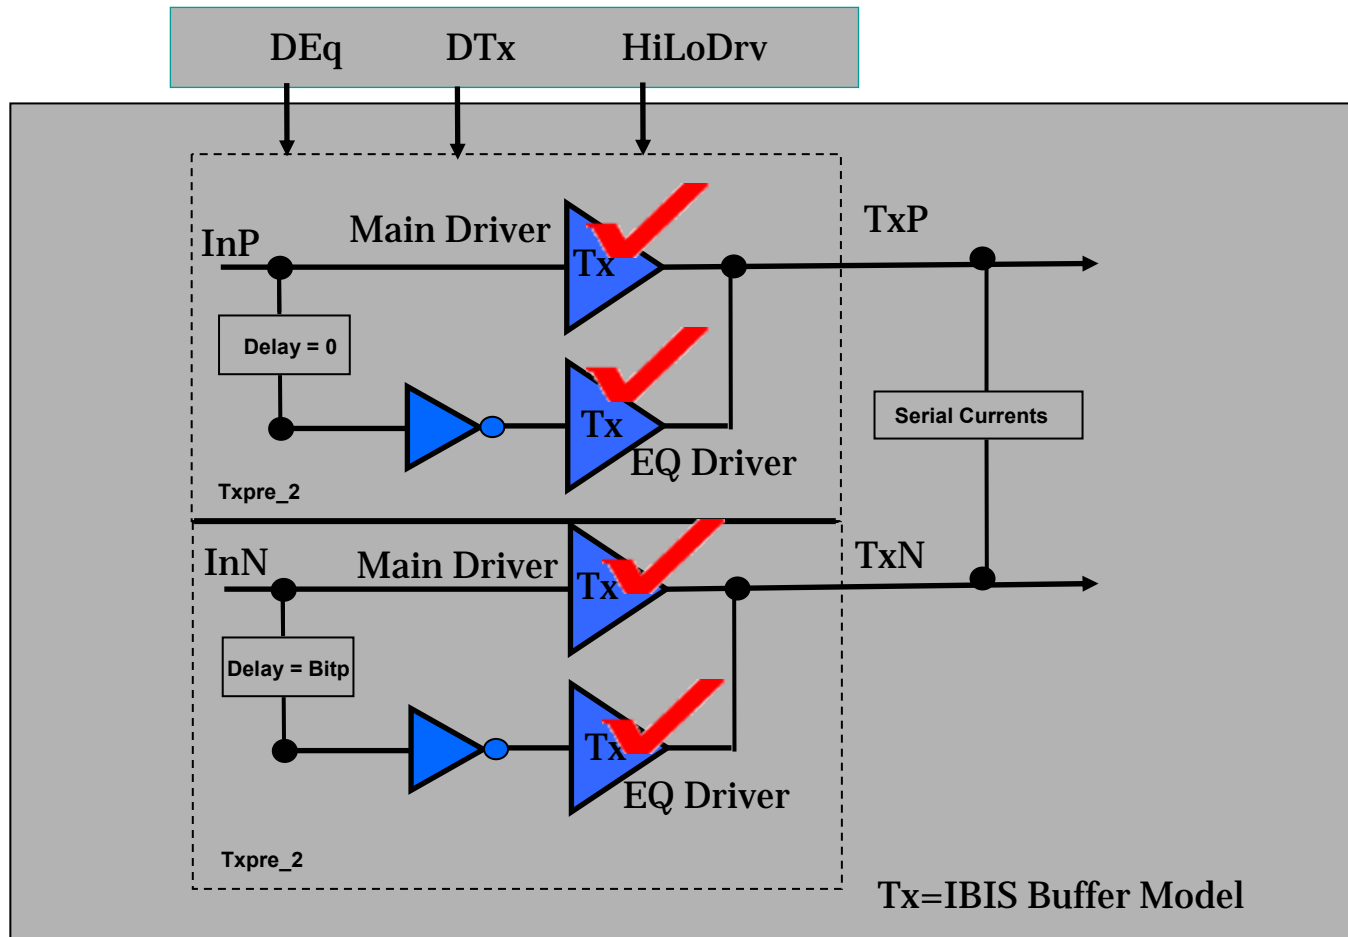 DEq DTx HiLoDrv
InP
Main Driver
Tx
TxP
Delay = 0
Tx
EQ Driver
Txpre_2
Serial Currents
InN
Main Driver
Tx
TxN
Delay = Bitp
Tx
EQ Driver
Txpre_2
Tx=IBIS Buffer Model